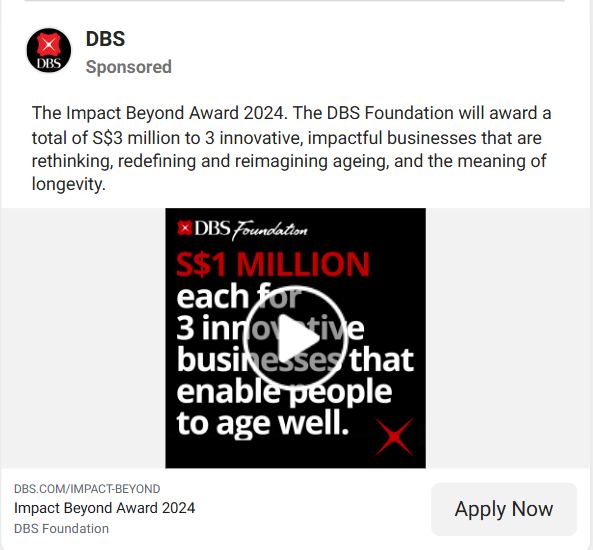 DBS
Sponsored
DBS
The Impact Beyond Award 2024. The DBS Foundation will award a
total of S$3 million to 3 innovative, impactful businesses that are
rethinking, redefining and reimagining ageing, and the meaning of
longevity.
DBS Foundation
S$1 MILLION
each for
3 innovative
businesses that
enable people
to age well.
DBS.COM/IMPACT-BEYOND
Impact Beyond Award 2024
DBS Foundation
Apply Now